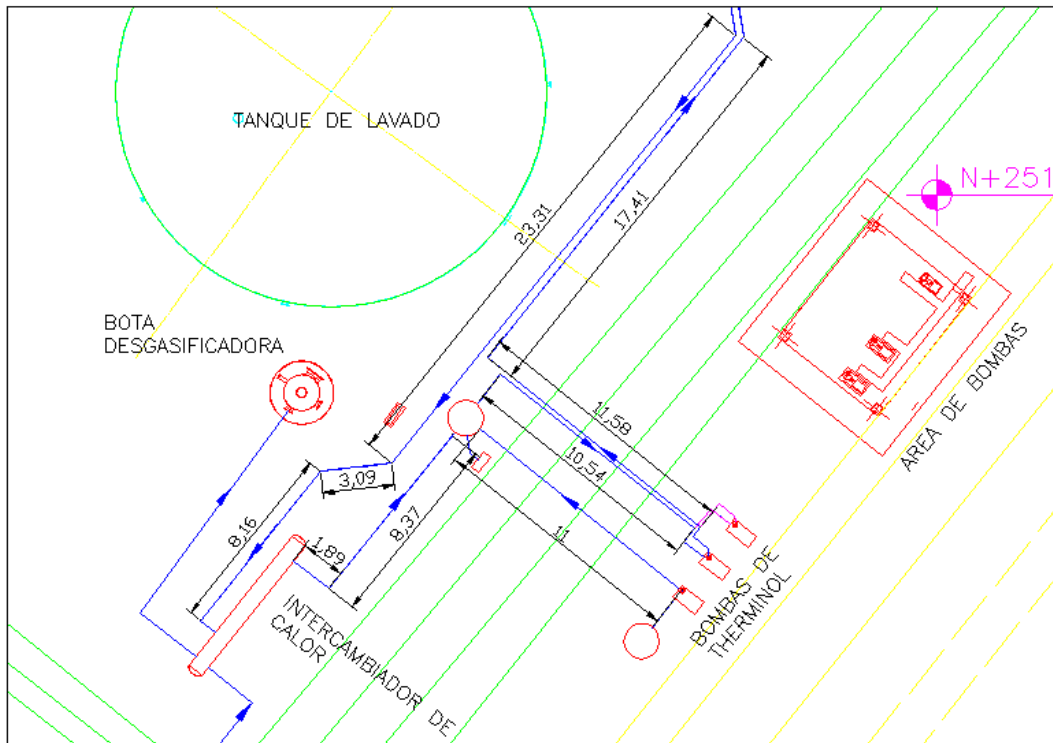 TANQUE DE LAVADO
N+251
23,31
17,41
BOTA
DESGASIFICADORA
AREA DE BOMBAS
11,58
10,54
3,09
8,16
8,37
11
1,89
BOMBAS DE
THERMINOL
INTERCAMBIADOR DE
CALOR